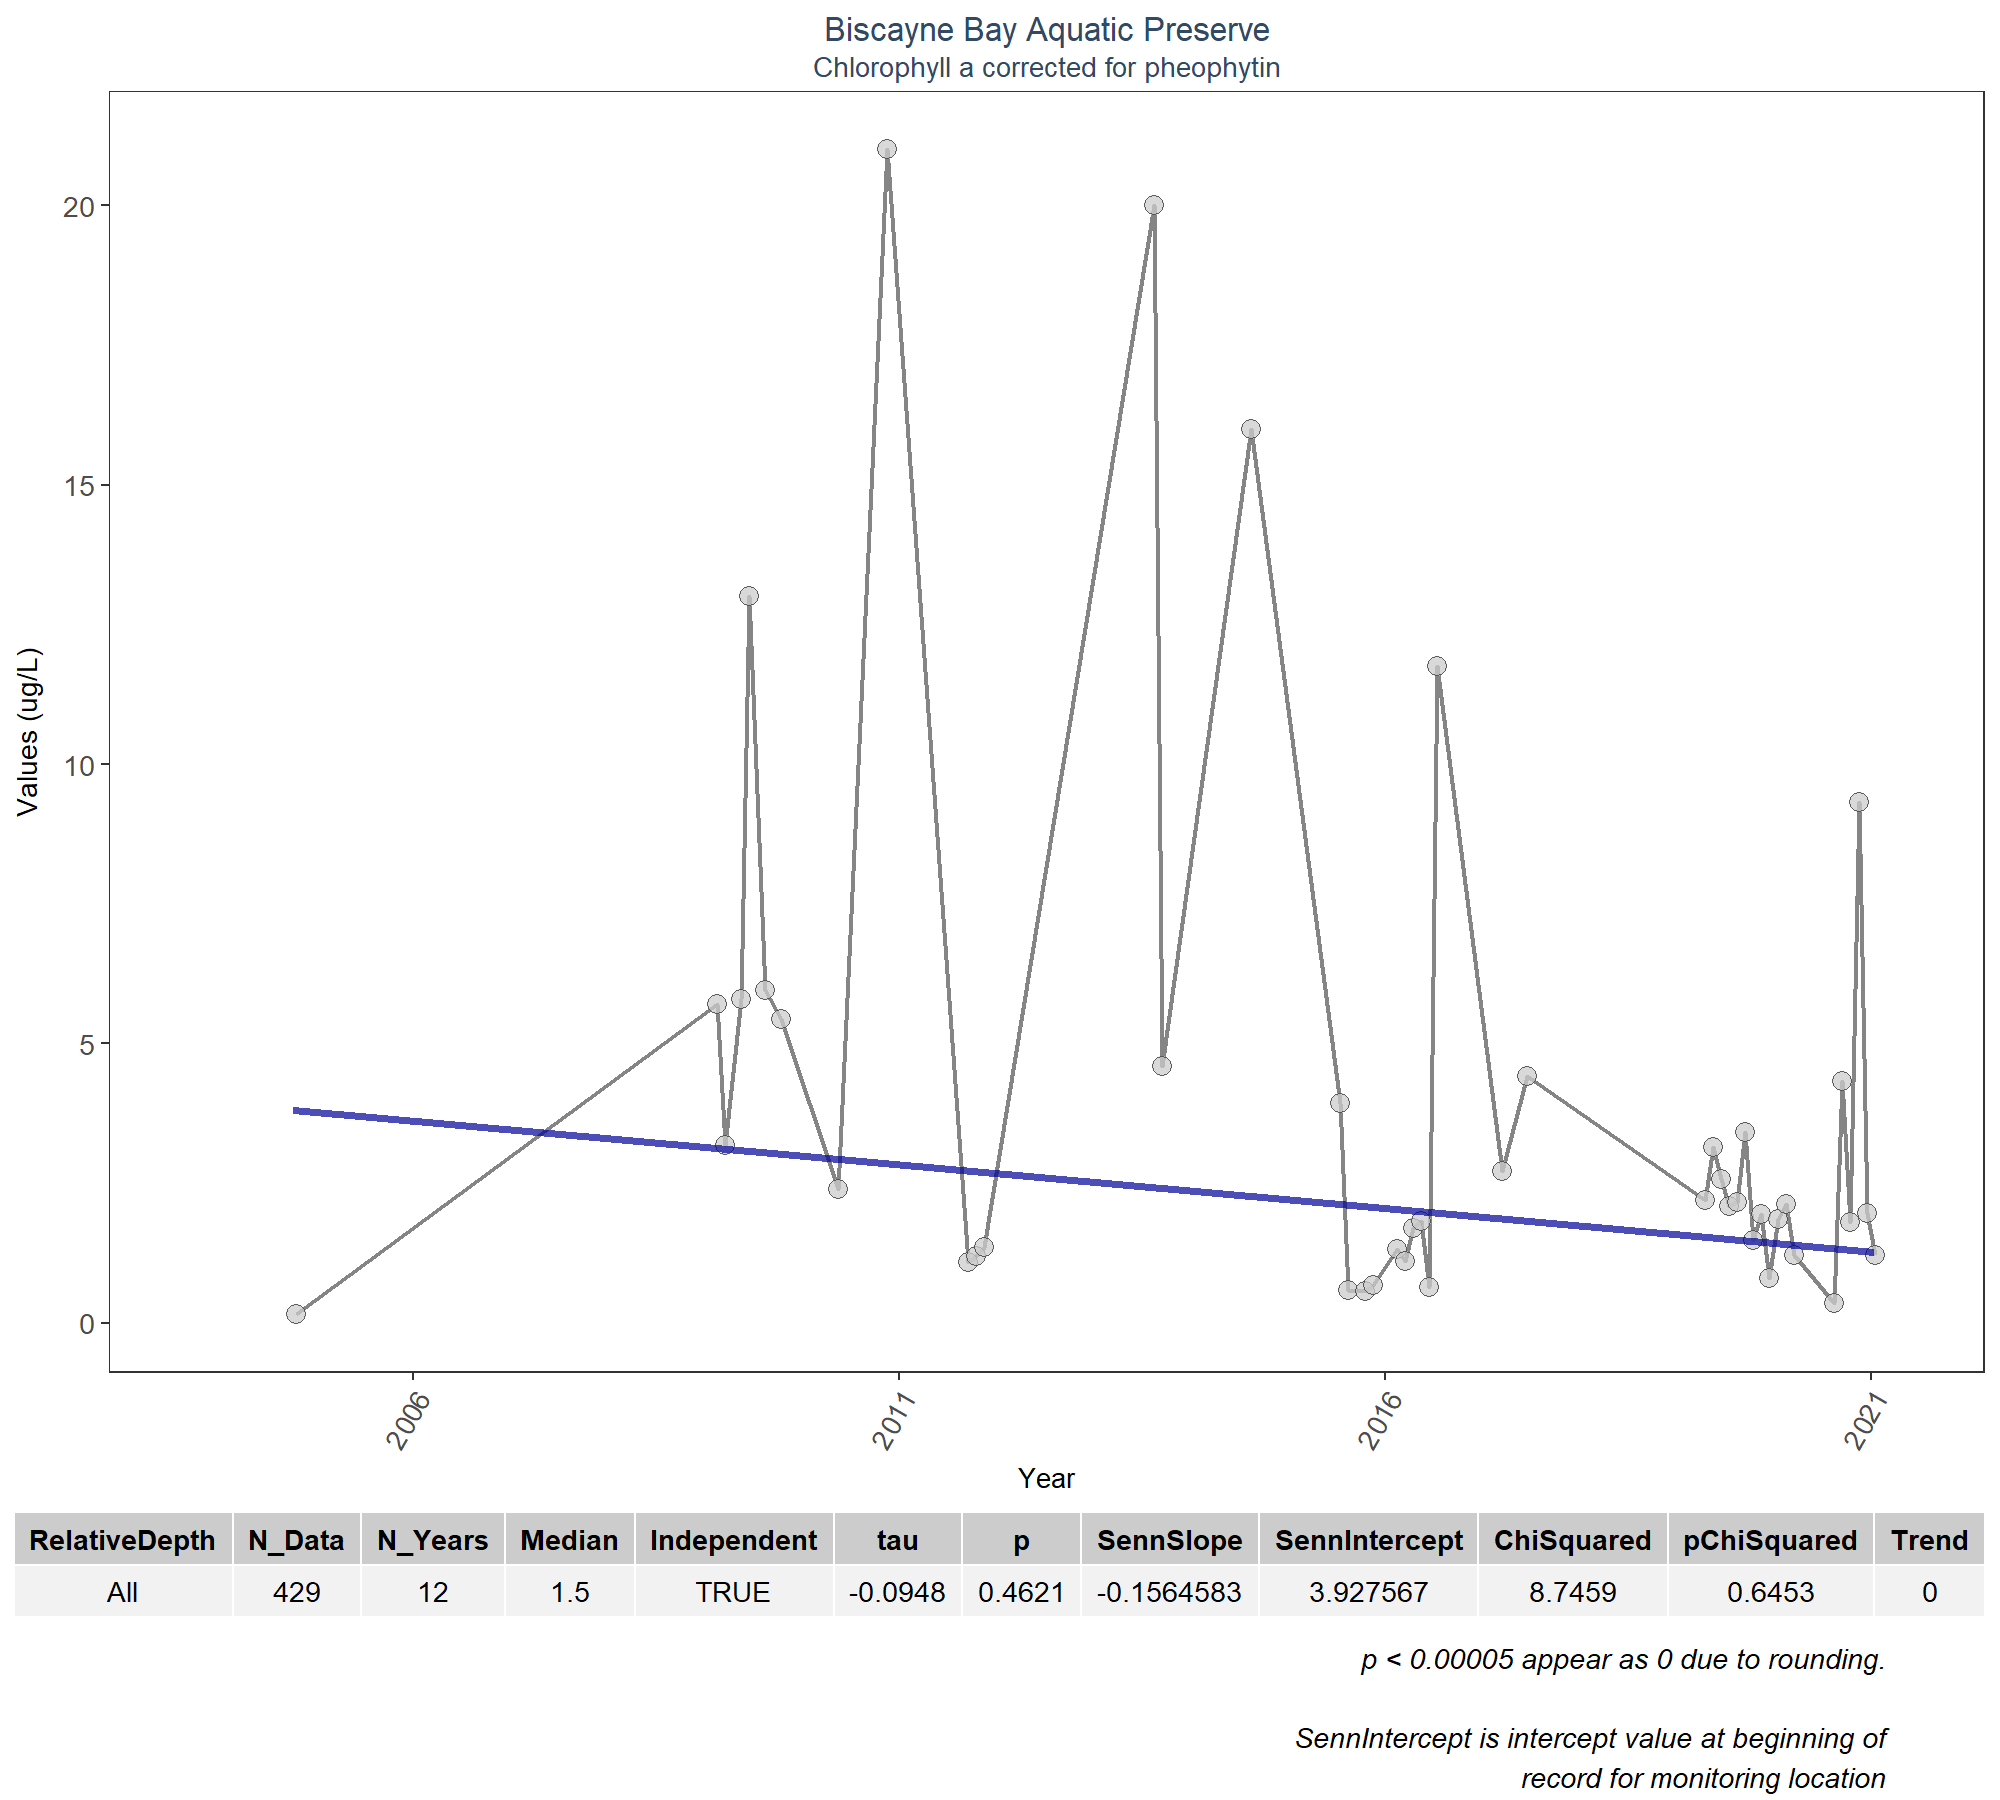 Biscayne Bay Aquatic Preserve
Chlorophyll a corrected for pheophytin
Values (ug/L)
20
15
10
5
0
2006 2011 2016 2021
Year
RelativeDepth N_Data N_Years Median Independent tau p SennSlope SennIntercept ChiSquared pChiSquared Trend
All 429 12 1.5 TRUE -0.0948 0.4621 -0.1564583 3.927567 8.7459 0.6453 0
p < 0.00005 appear as 0 due to rounding.
SennIntercept is intercept value at beginning of
record for monitoring location